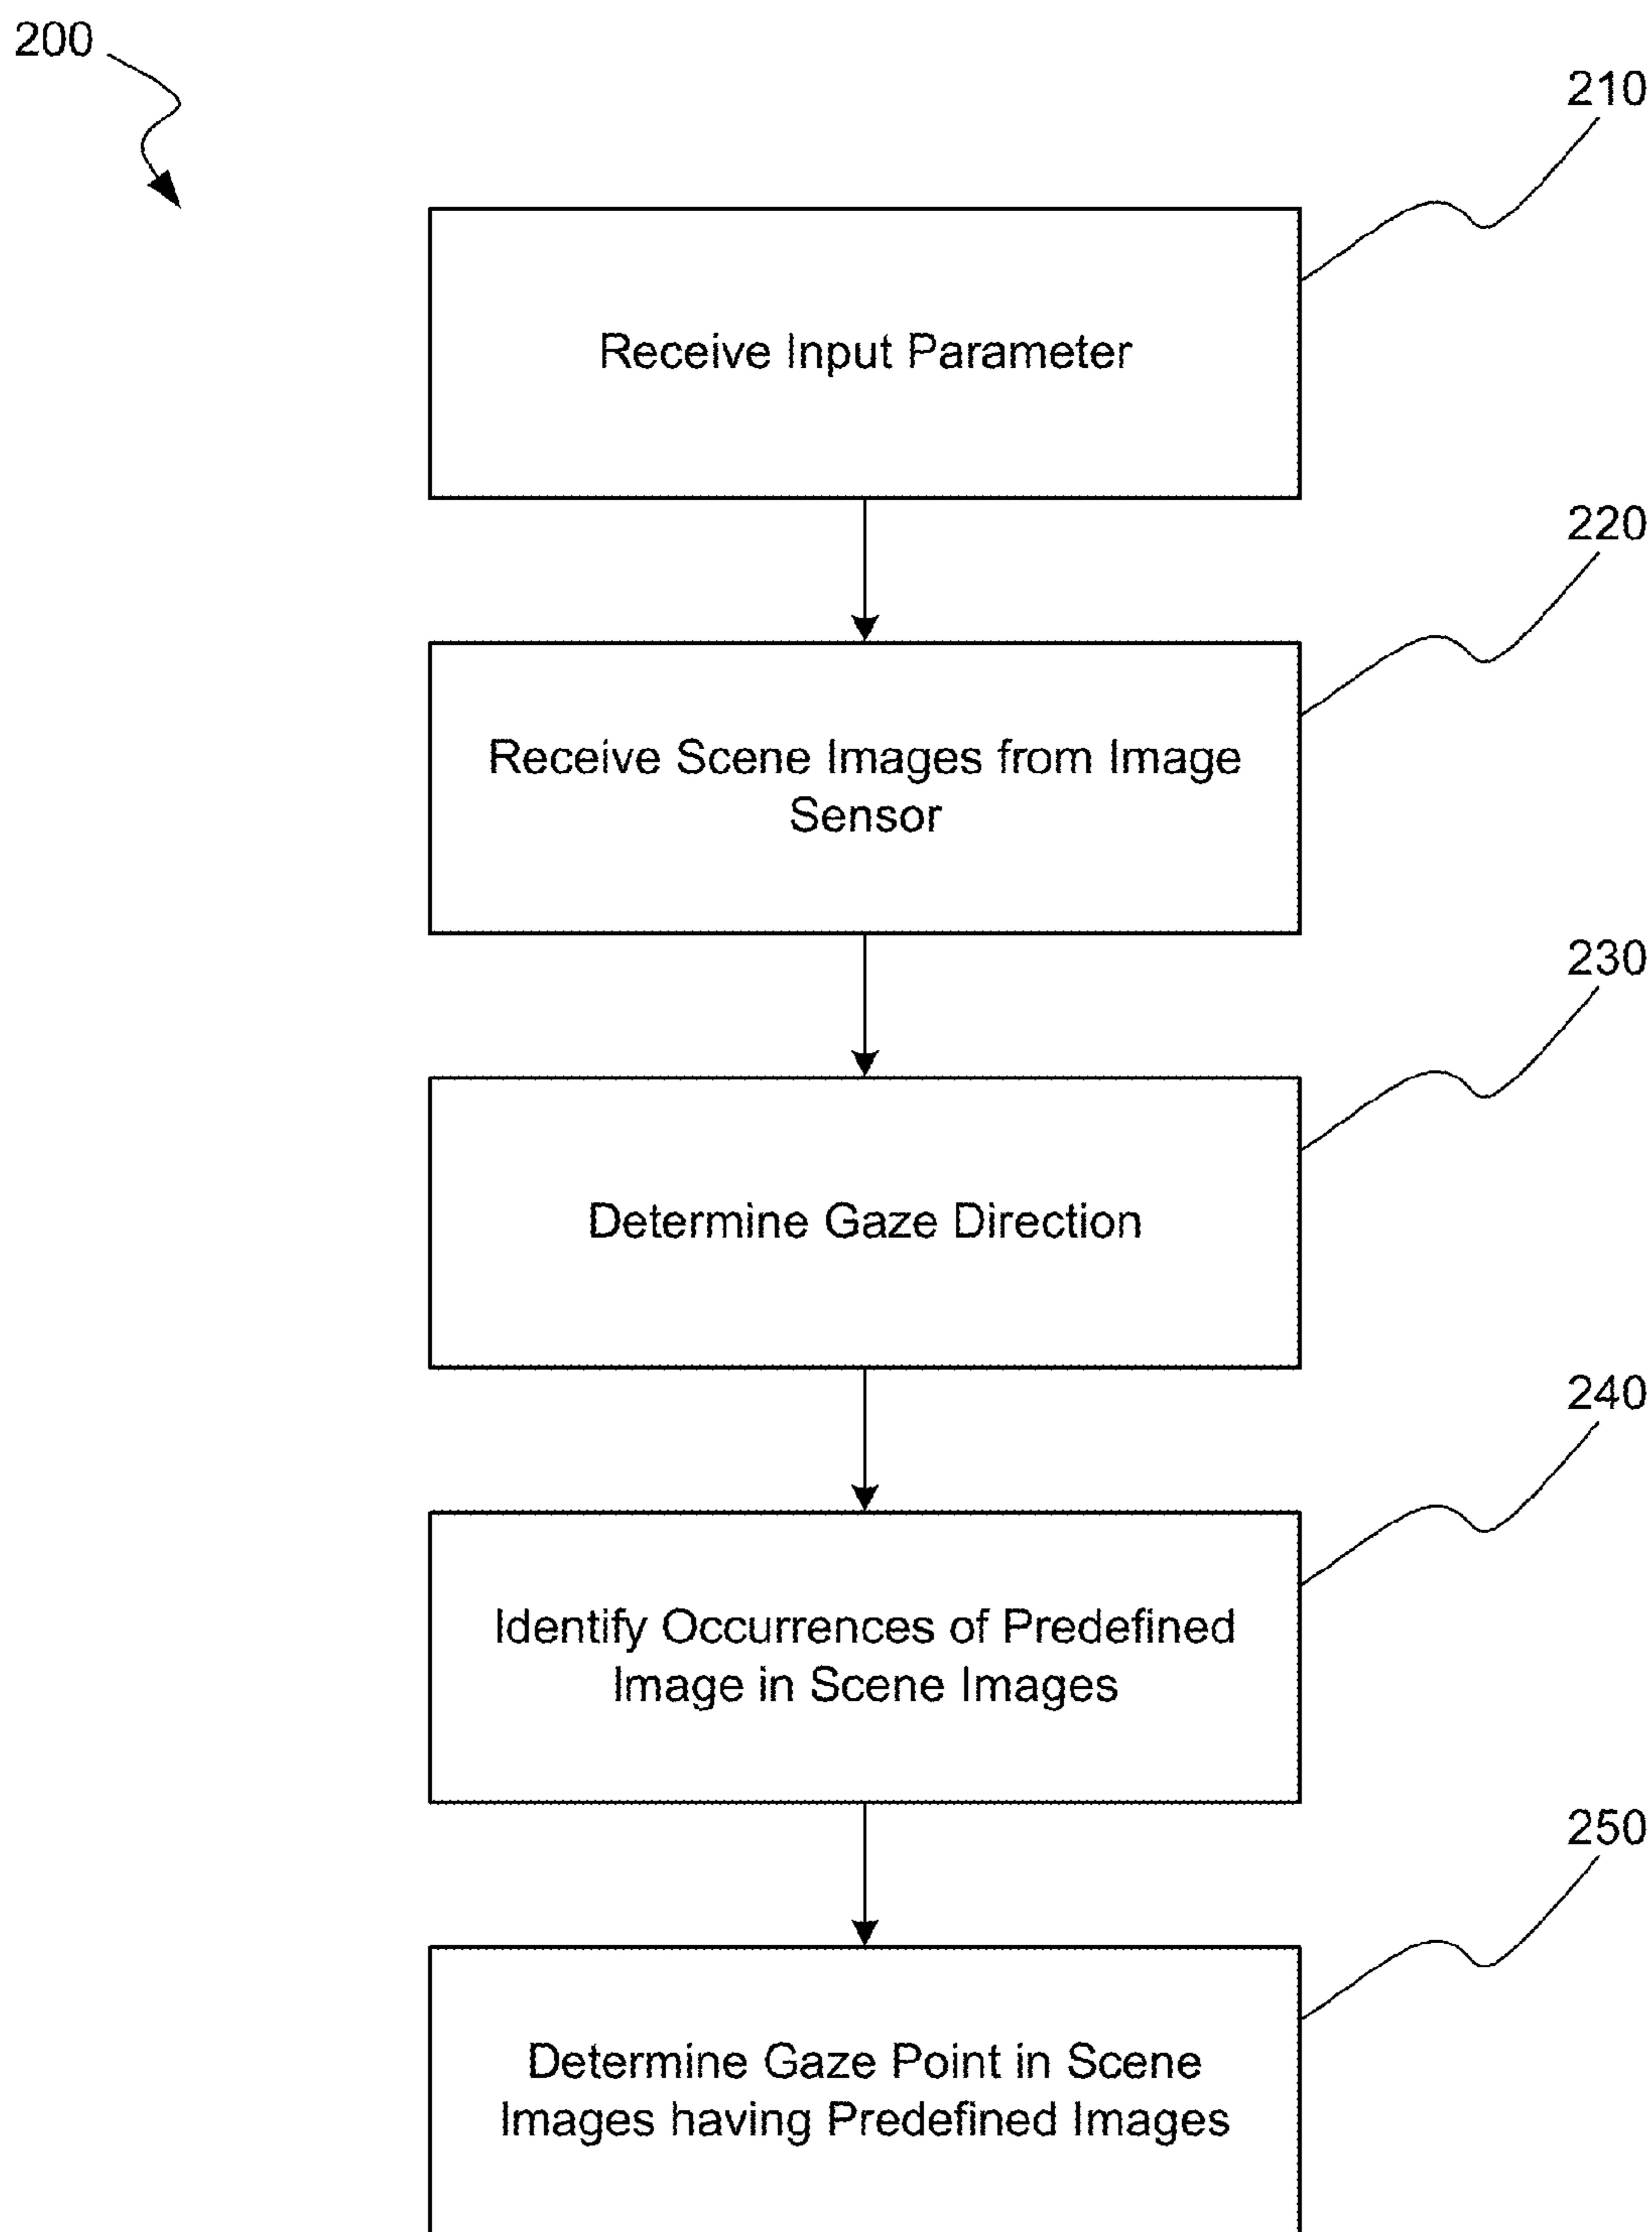 200
210
Receive Input Parameter
220
Receive Scene Images from Image
Sensor
230
Determine Gaze Direction
240
Identify Occurrences of Predefined
Image in Scene Images
250
Determine Gaze Point in Scene
Images having Predefined Images